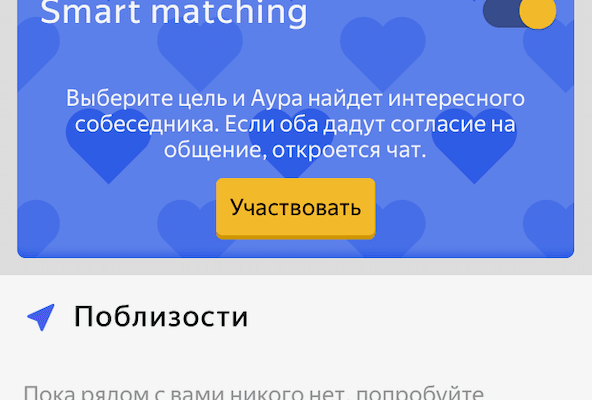 Smart matching
Выберите цель и Аура найдет интересного
собеседника. Если оба дадут согласие на
общение, откроется чат.
Участвовать
Поблизости
Пока рядом с вами никого нет, попробуйте